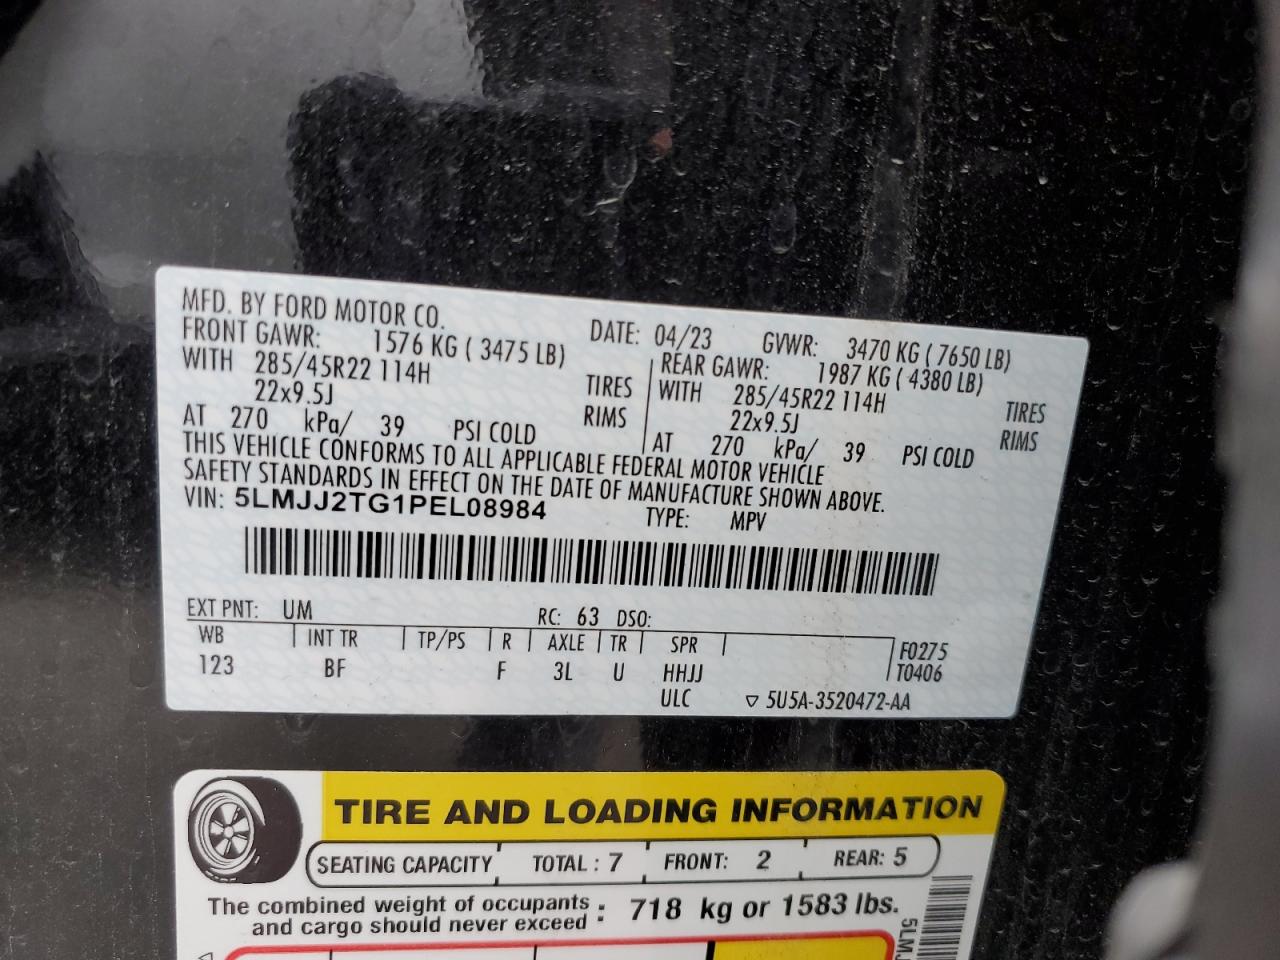 MFD. BY FORD MOTOR CO. DATE: 04/23 GVWR: 3470 KG ( 7650 LB)
FRONT GAWR: 1576 KG ( 3475 LB) REAR GAWR: 1987 KG ( 4380 LB)
WITH 285/45R22 114H TIRES WITH 285/45R22 114H TIRES
22x9.5J RIMS 22x9.5J RIMS
AT 270 kPa/ 39 PSI COLD AT 270 kPa/ 39 PSI COLD
THIS VEHICLE CONFORMS TO ALL APPLICABLE FEDERAL MOTOR VEHICLE
SAFETY STANDARDS IN EFFECT ON THE DATE OF MANUFACTURE SHOWN ABOVE.
VIN: 5LMJJ2TG1PEL08984 TYPE: MPV
EXT PNT: UM RC: 63 DSO:
WB INT TR TP/PS R AXLE TR SPR F0275
123 BF F 3L U HHJJ T0406
ULC ▽ 5U5A-3520472-AA
TIRE AND LOADING INFORMATION
SEATING CAPACITY TOTAL : 7 FRONT: 2 REAR: 5
The combined weight of occupants
and cargo should never exceed : 718 kg or 1583 lbs.
5LMJ